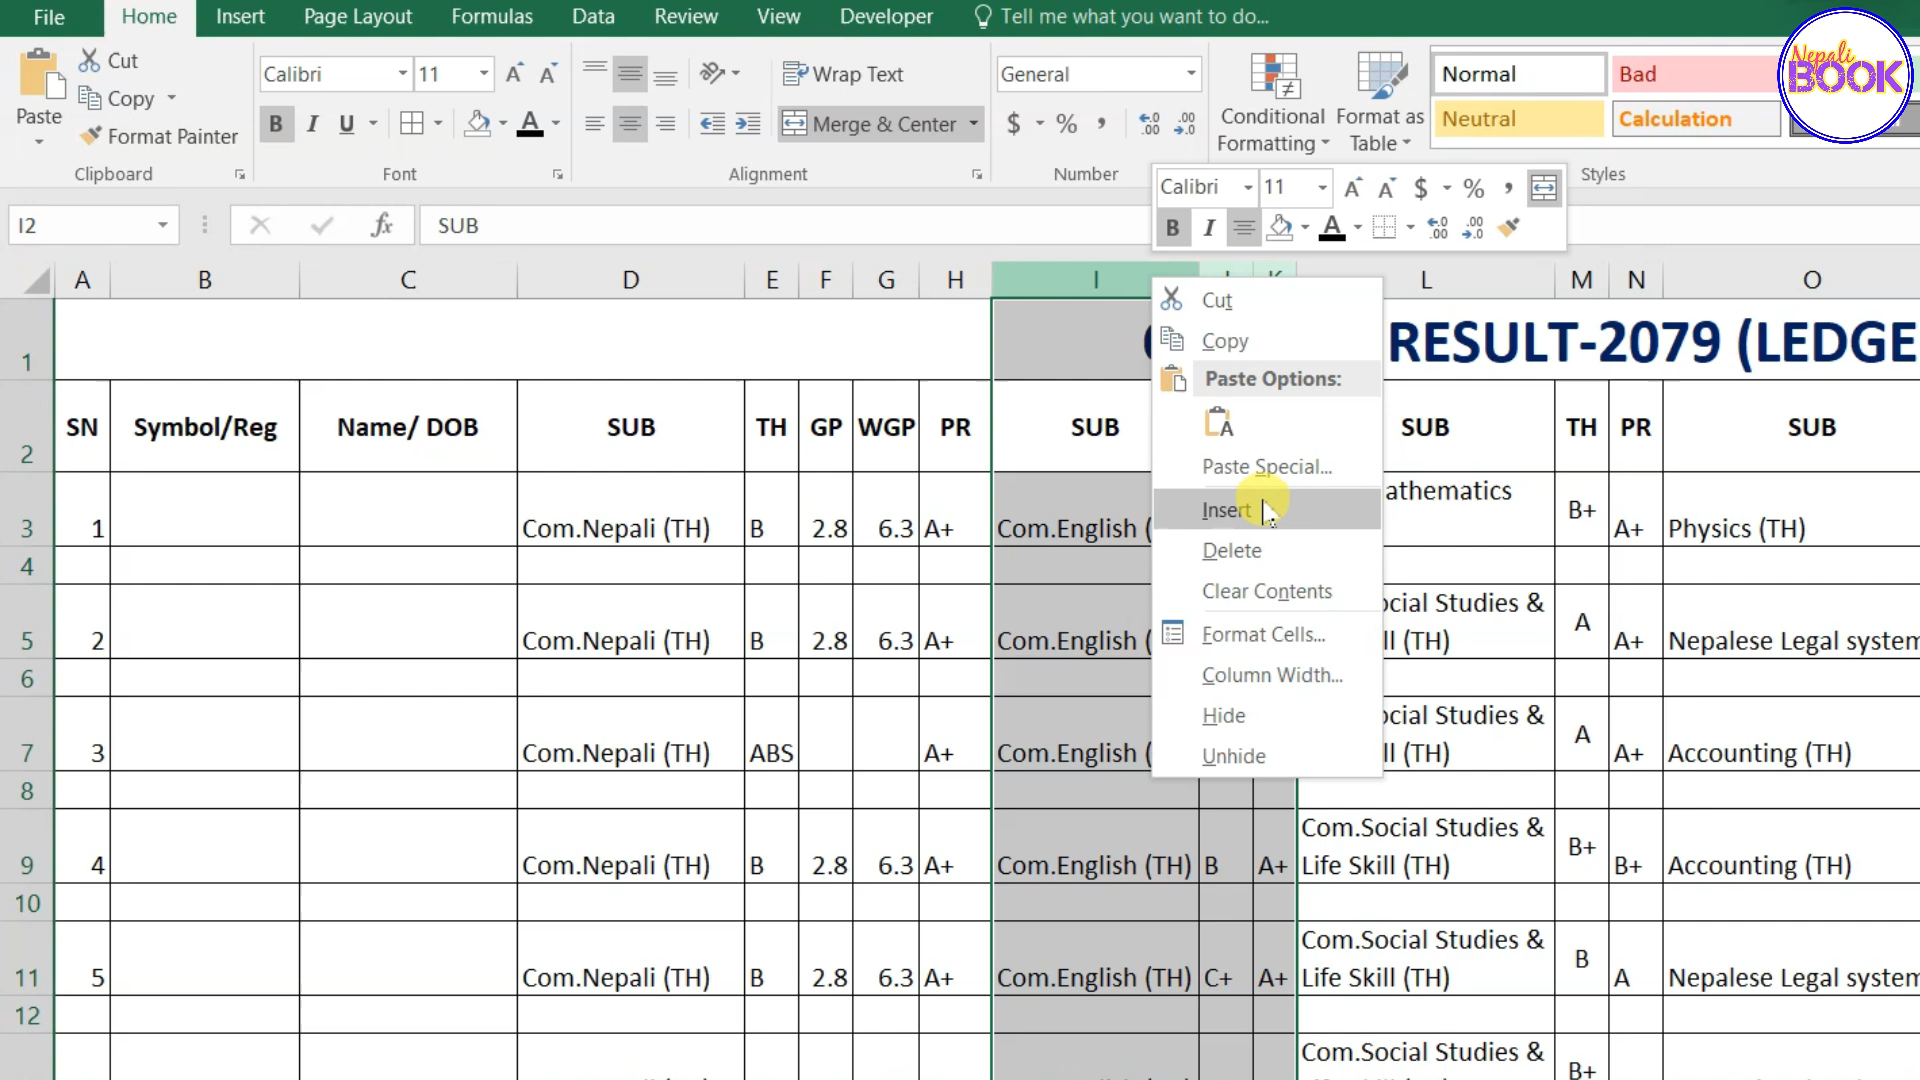 File Home Insert Page Layout Formulas Data Review View Developer Tell me what you want to do...
Nepali
BOOK
Cut
Copy
Format Painter
Paste
Clipboard
Calibri 11
B I U A
Font
Wrap Text
Merge & Center
Alignment
General
$ % ,
Number
Conditional
Formatting
Format as
Table
Normal Bad
Neutral Calculation
Styles
Calibri 11 $ % ,
B I A
I2 fx SUB
A B C D E F G H I L M N O
1 RESULT-2079 (LEDGE
2 SN Symbol/Reg Name/ DOB SUB TH GP WGP PR SUB SUB TH PR SUB
3 1 Com.Nepali (TH) B 2.8 6.3 A+ Com.English ( athematics B+ A+ Physics (TH)
4
5 2 Com.Nepali (TH) B 2.8 6.3 A+ Com.English ( cial Studies & A A+ Nepalese Legal system
6
7 3 Com.Nepali (TH) ABS A+ Com.English ( cial Studies & A A+ Accounting (TH)
8
9 4 Com.Nepali (TH) B 2.8 6.3 A+ Com.English (TH) B A+ Com.Social Studies &
Life Skill (TH) B+ B+ Accounting (TH)
10
11 5 Com.Nepali (TH) B 2.8 6.3 A+ Com.English (TH) C+ A+ Com.Social Studies &
Life Skill (TH) B A Nepalese Legal system
12
Com.Social Studies & B+
Cut
Copy
Paste Options:
Paste Special...
Insert
Delete
Clear Contents
Format Cells...
Column Width...
Hide
Unhide